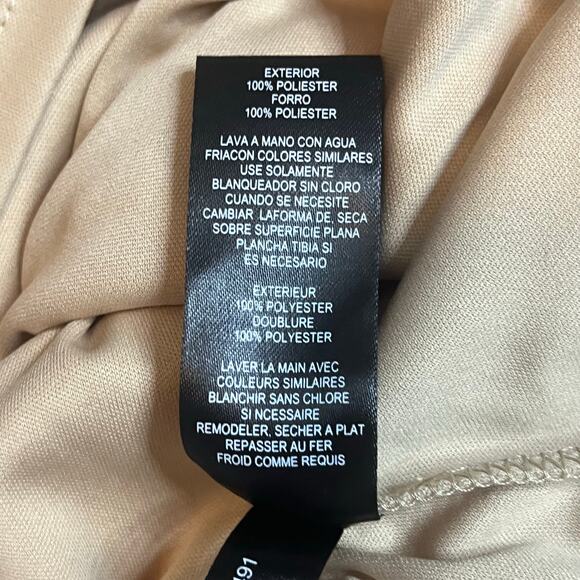 EXTERIOR
100% POLIESTER
FORRO
100% POLIESTER
LAVA A MANO CON AGUA
FRIACON COLORES SIMILARES
USE SOLAMENTE
BLANQUEADOR SIN CLORO
CUANDO SE NECESITE
CAMBIAR LAFORMA DE, SECA
SOBRE SUPERFICIE PLANA
PLANCHA TIBIA SI
ES NECESARIO
EXTERIEUR
100% POLYESTER
DOUBLURE
100% POLYESTER
LAVER LA MAIN AVEC
COULEURS SIMILAIRES
BLANCHIR SANS CHLORE
SI NCESSAIRE
REMODELER, SECHER A PLAT
REPASSER AU FER
FROID COMME REQUIS
491